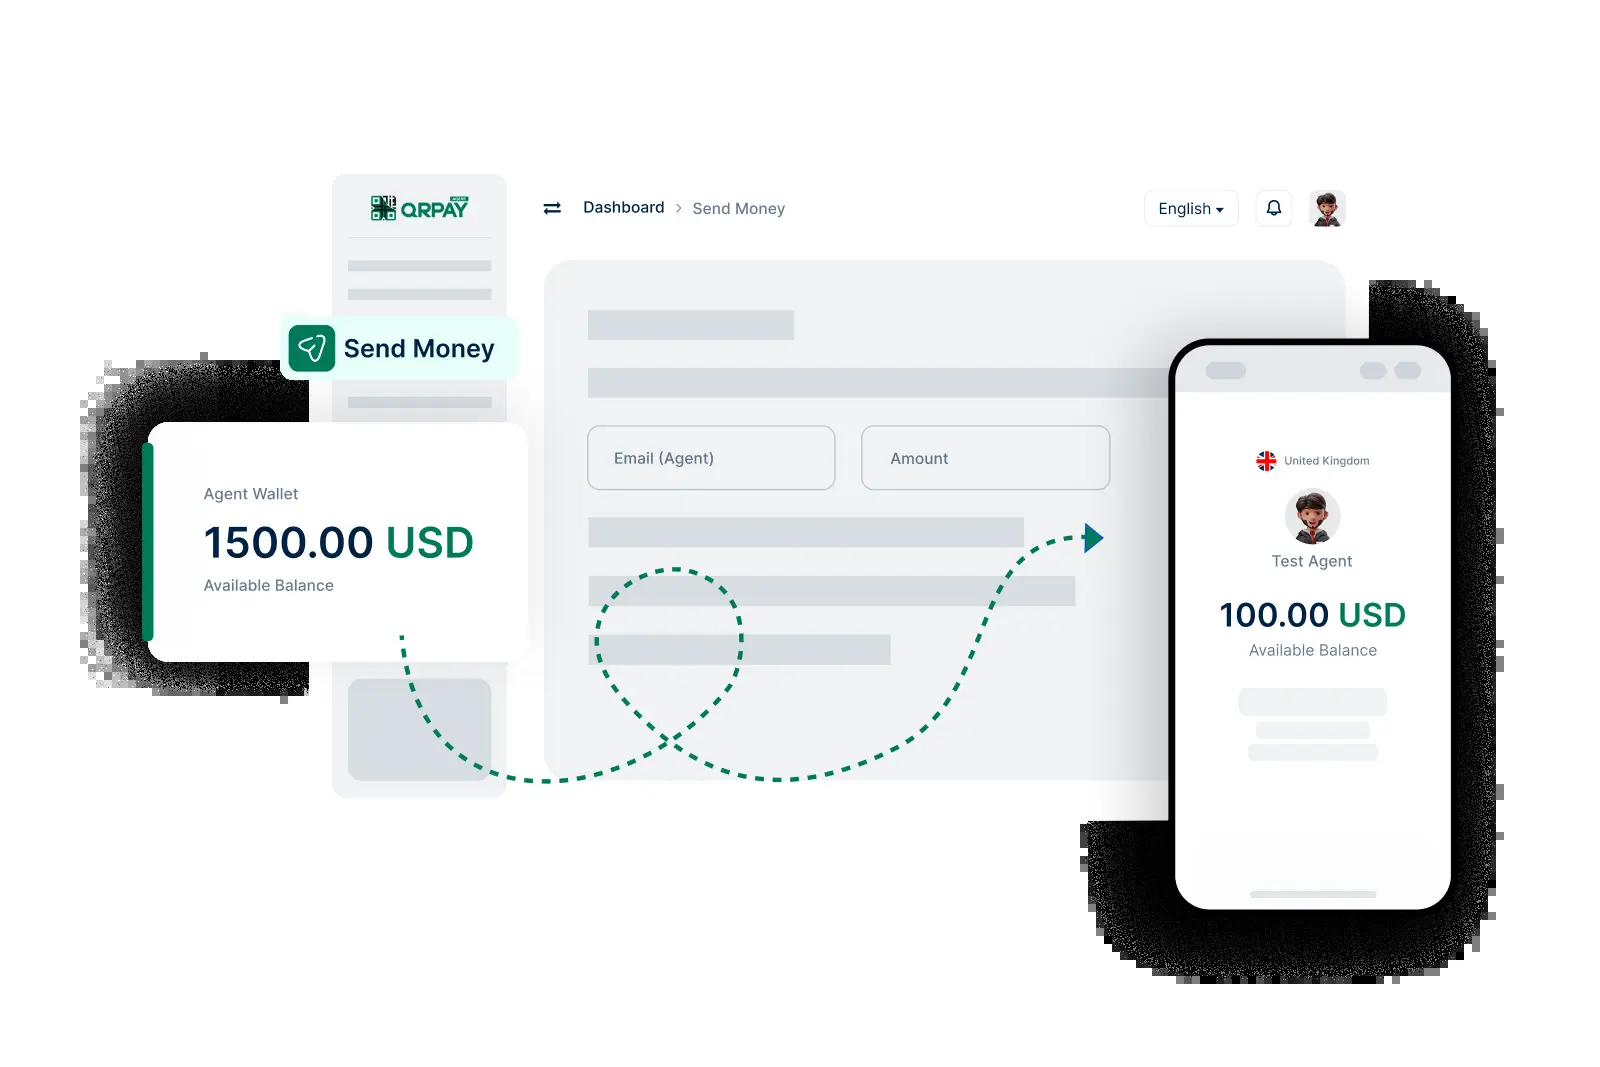 QRPAY
Dashboard > Send Money
English
Send Money
Email (Agent)
Amount
Agent Wallet
1500.00 USD
Available Balance
United Kingdom
Test Agent
100.00 USD
Available Balance